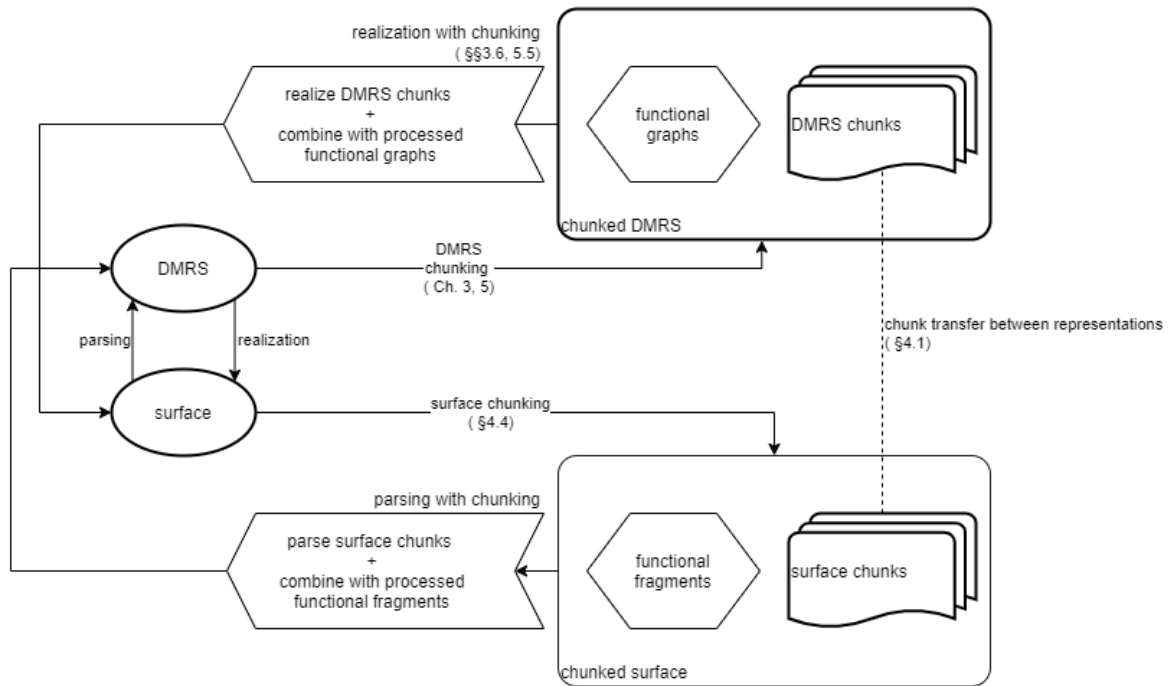 realization with chunking
( §§3.6, 5.5)
realize DMRS chunks
+
combine with processed
functional graphs
functional
graphs
DMRS chunks
chunked DMRS
DMRS
DMRS
chunking
( Ch. 3, 5)
parsing
realization
chunk transfer between representations
( §4.1)
surface
surface chunking
( §4.4)
parsing with chunking
parse surface chunks
+
combine with processed
functional fragments
functional
fragments
surface chunks
chunked surface